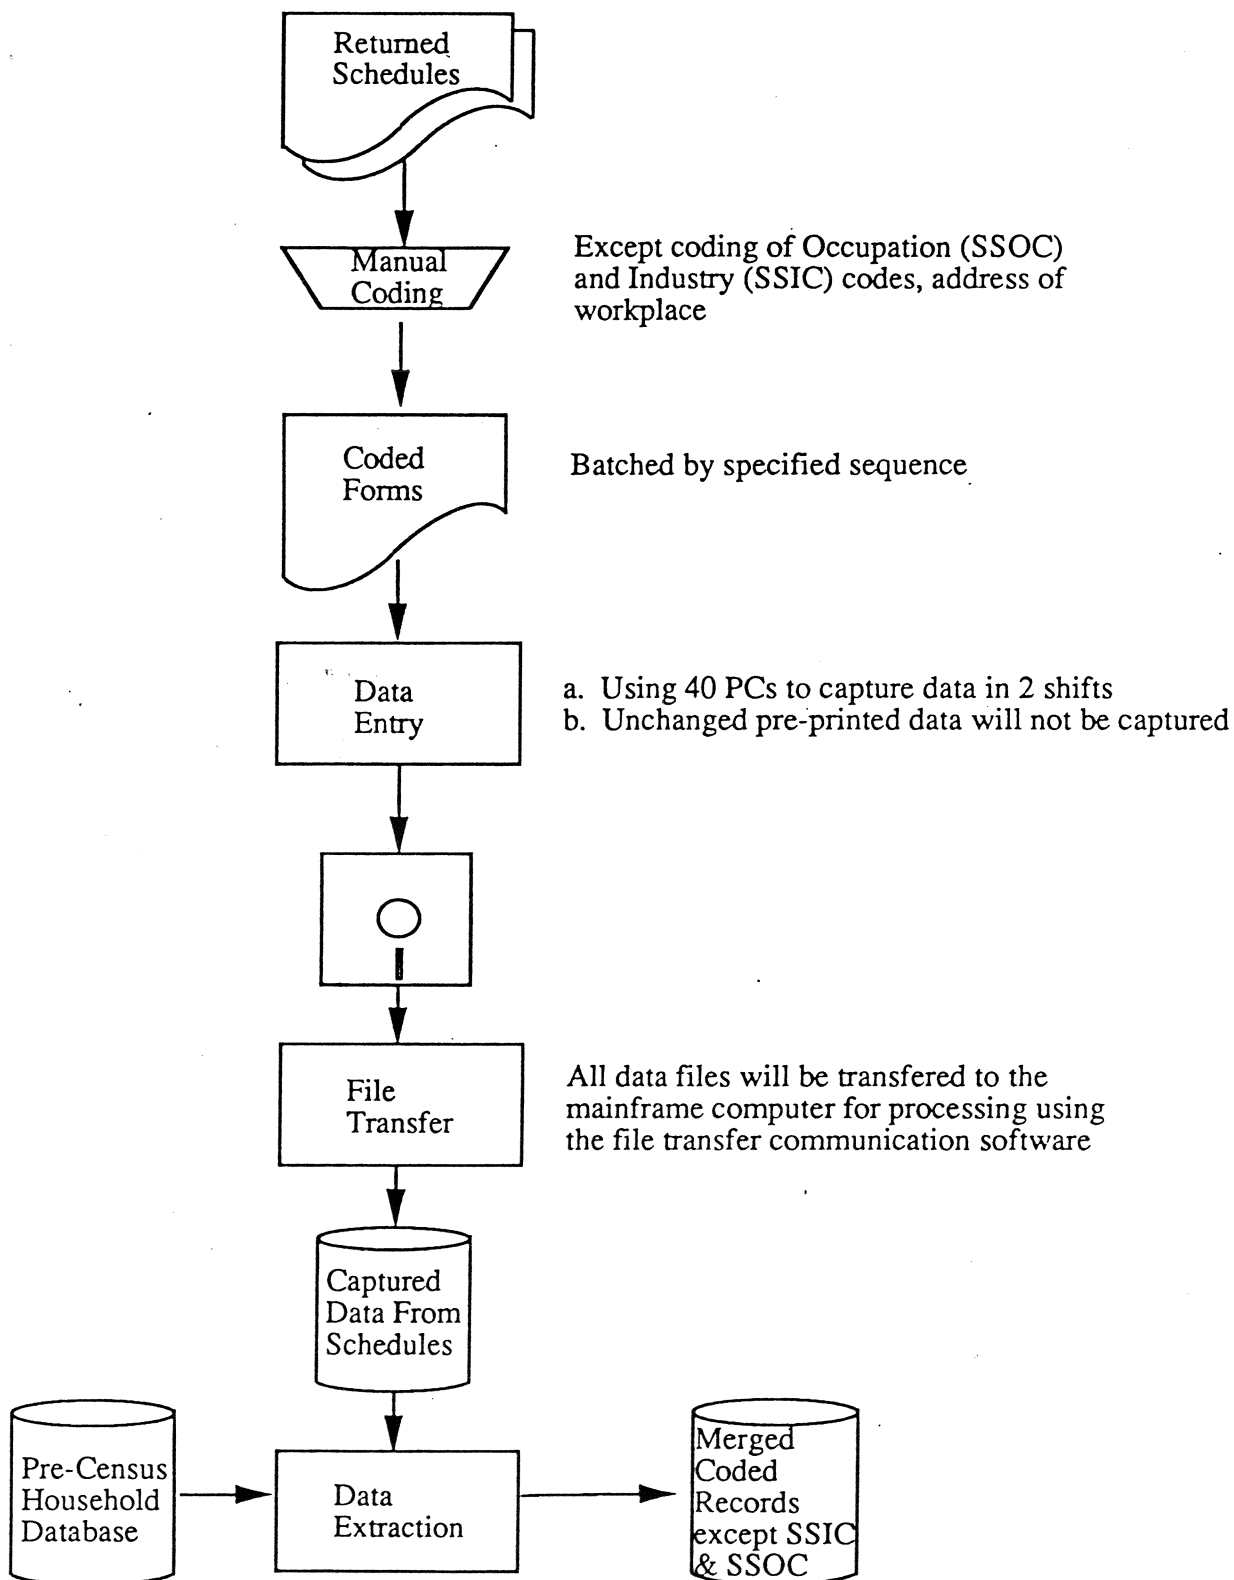 Returned
Schedules
Manual
Coding
Except coding of Occupation (SSOC)
and Industry (SSIC) codes, address of
workplace
Coded
Forms
Batched by specified sequence
Data
Entry
a. Using 40 PCs to capture data in 2 shifts
b. Unchanged pre-printed data will not be captured
File
Transfer
All data files will be transfered to the
mainframe computer for processing using
the file transfer communication software
Captured
Data From
Schedules
Pre-Census
Household
Database
Data
Extraction
Merged
Coded
Records
except SSIC
& SSOC